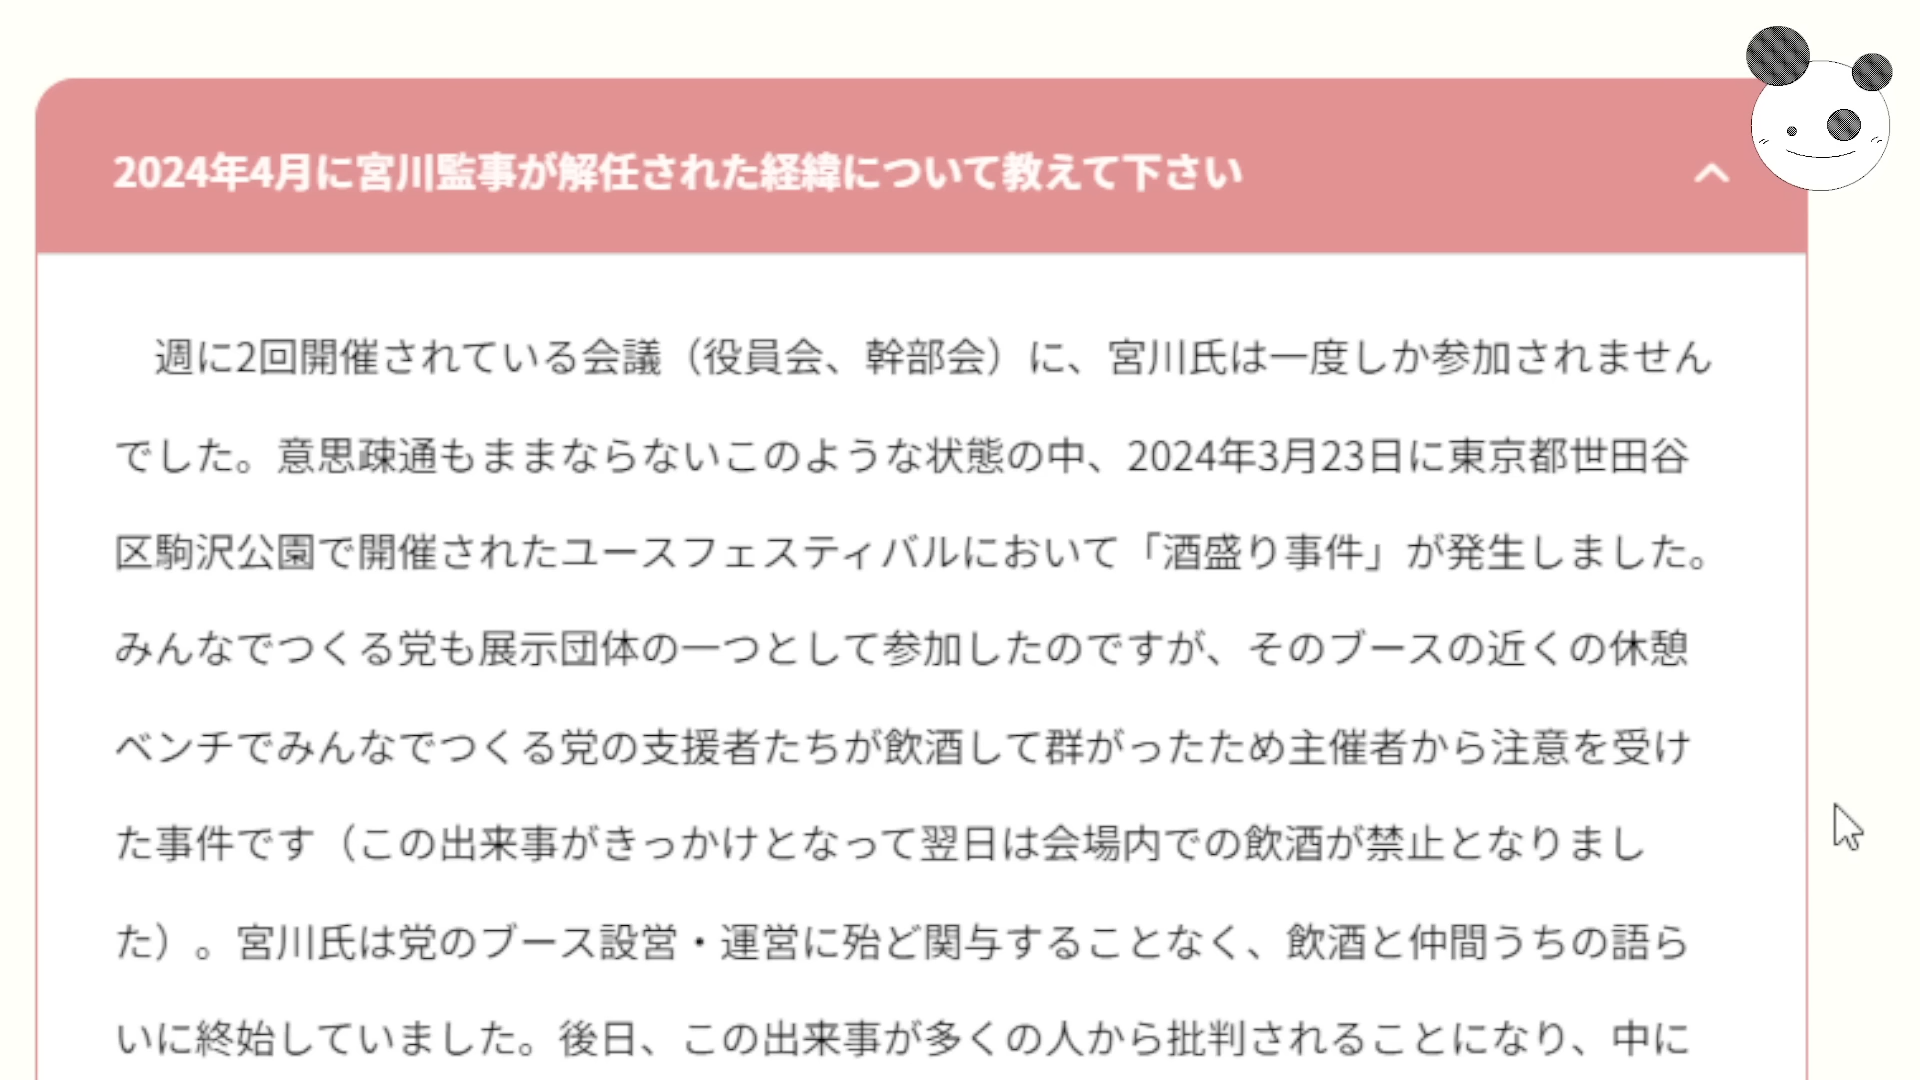 2024年4月に宮川監事が解任された経緯について教えて下さい
週に2回開催されている会議（役員会、幹部会）に、宮川氏は一度しか参加されません
でした。意思疎通もままならないこのような状態の中、2024年3月23日に東京都世田谷
区駒沢公園で開催されたユースフェスティバルにおいて「酒盛り事件」が発生しました。
みんなでつくる党も展示団体の一つとして参加したのですが、そのブースの近くの休憩
ベンチでみんなでつくる党の支援者たちが飲酒して群がったため主催者から注意を受け
た事件です（この出来事がきっかけとなって翌日は会場内での飲酒が禁止となりまし
た）。宮川氏は党のブース設営・運営に殆ど関与することなく、飲酒と仲間うちの語ら
いに終始していました。後日、この出来事が多くの人から批判されることになり、中に